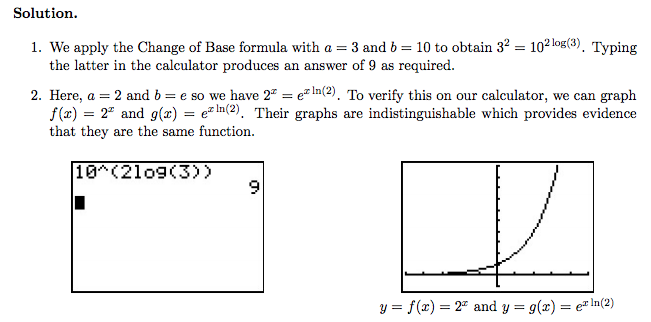 Solution.
1. We apply the Change of Base formula with a = 3 and b = 10 to obtain 3² = 10^{2 log(3)}. Typing
the latter in the calculator produces an answer of 9 as required.
2. Here, a = 2 and b = e so we have 2^x = e^{x ln(2)}. To verify this on our calculator, we can graph
f(x) = 2^x and g(x) = e^{x ln(2)}. Their graphs are indistinguishable which provides evidence
that they are the same function.
10^(2log(3))
9
y = f(x) = 2^x and y = g(x) = e^{x ln(2)}